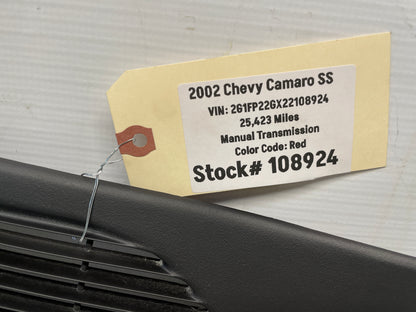 2002 Chevy Camaro SS
VIN: 2G1FP22GX22108924
25,423 Miles
Manual Transmission
Color Code: Red
Stock# 108924